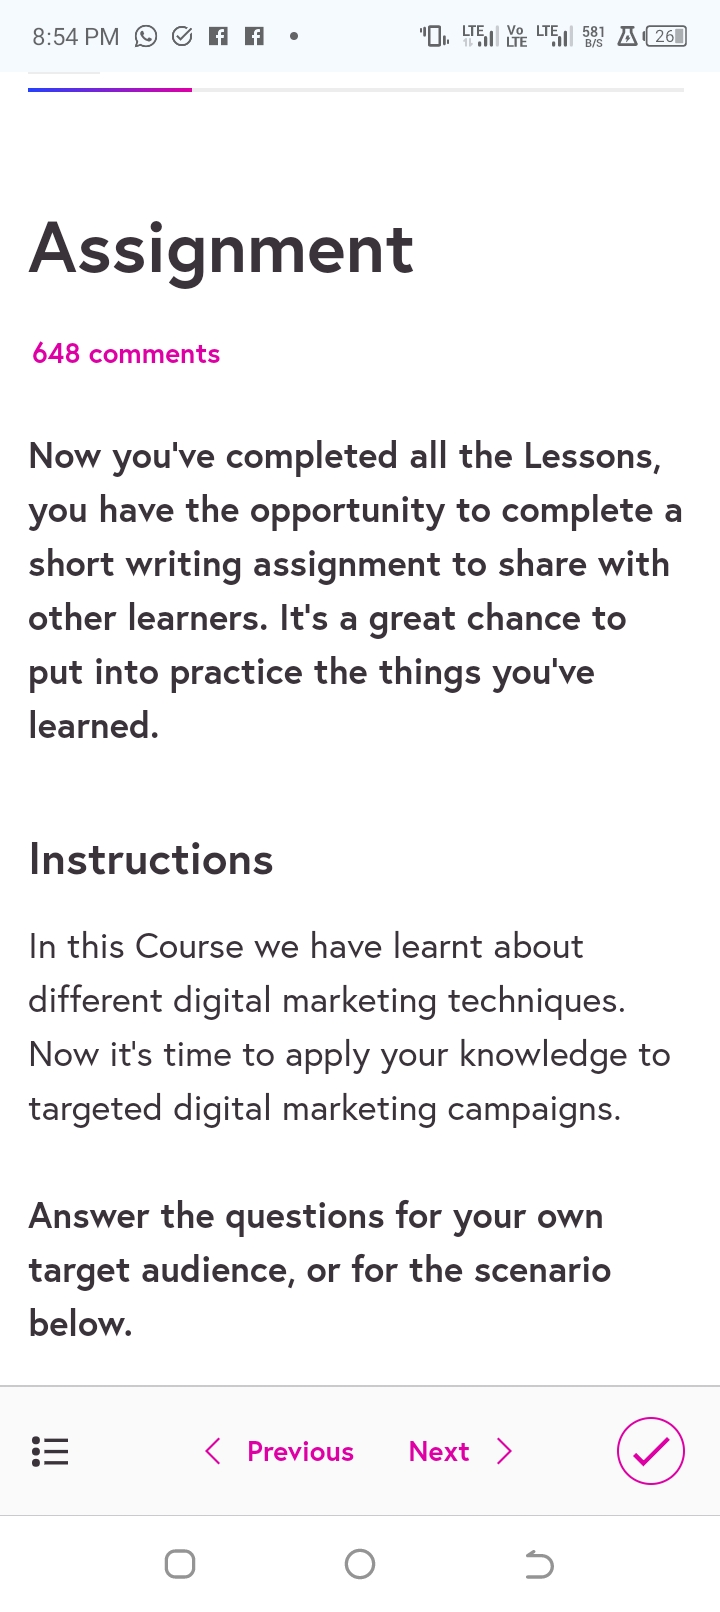 8:54 PM
LTE Vo LTE LTE 581 B/S 26
Assignment
648 comments
Now you've completed all the Lessons,
you have the opportunity to complete a
short writing assignment to share with
other learners. It's a great chance to
put into practice the things you've
learned.
Instructions
In this Course we have learnt about
different digital marketing techniques.
Now it's time to apply your knowledge to
targeted digital marketing campaigns.
Answer the questions for your own
target audience, or for the scenario
below.
Previous Next